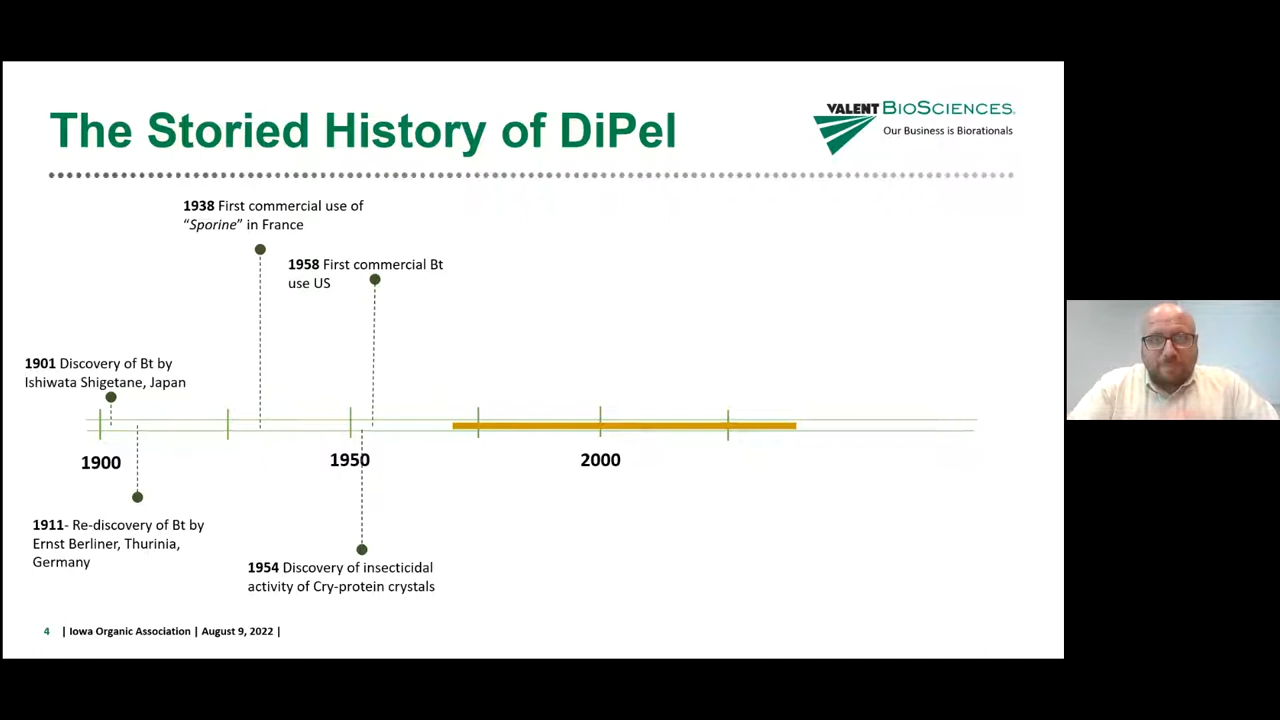 The Storied History of DiPel
VALENT BIOSCIENCES.
Our Business is Biorationals
1938 First commercial use of
“Sporine” in France
1958 First commercial Bt
use US
1901 Discovery of Bt by
Ishiwata Shigetane, Japan
1900
1950
2000
1911- Re-discovery of Bt by
Ernst Berliner, Thurinia,
Germany
1954 Discovery of insecticidal
activity of Cry-protein crystals
4 | Iowa Organic Association | August 9, 2022 |